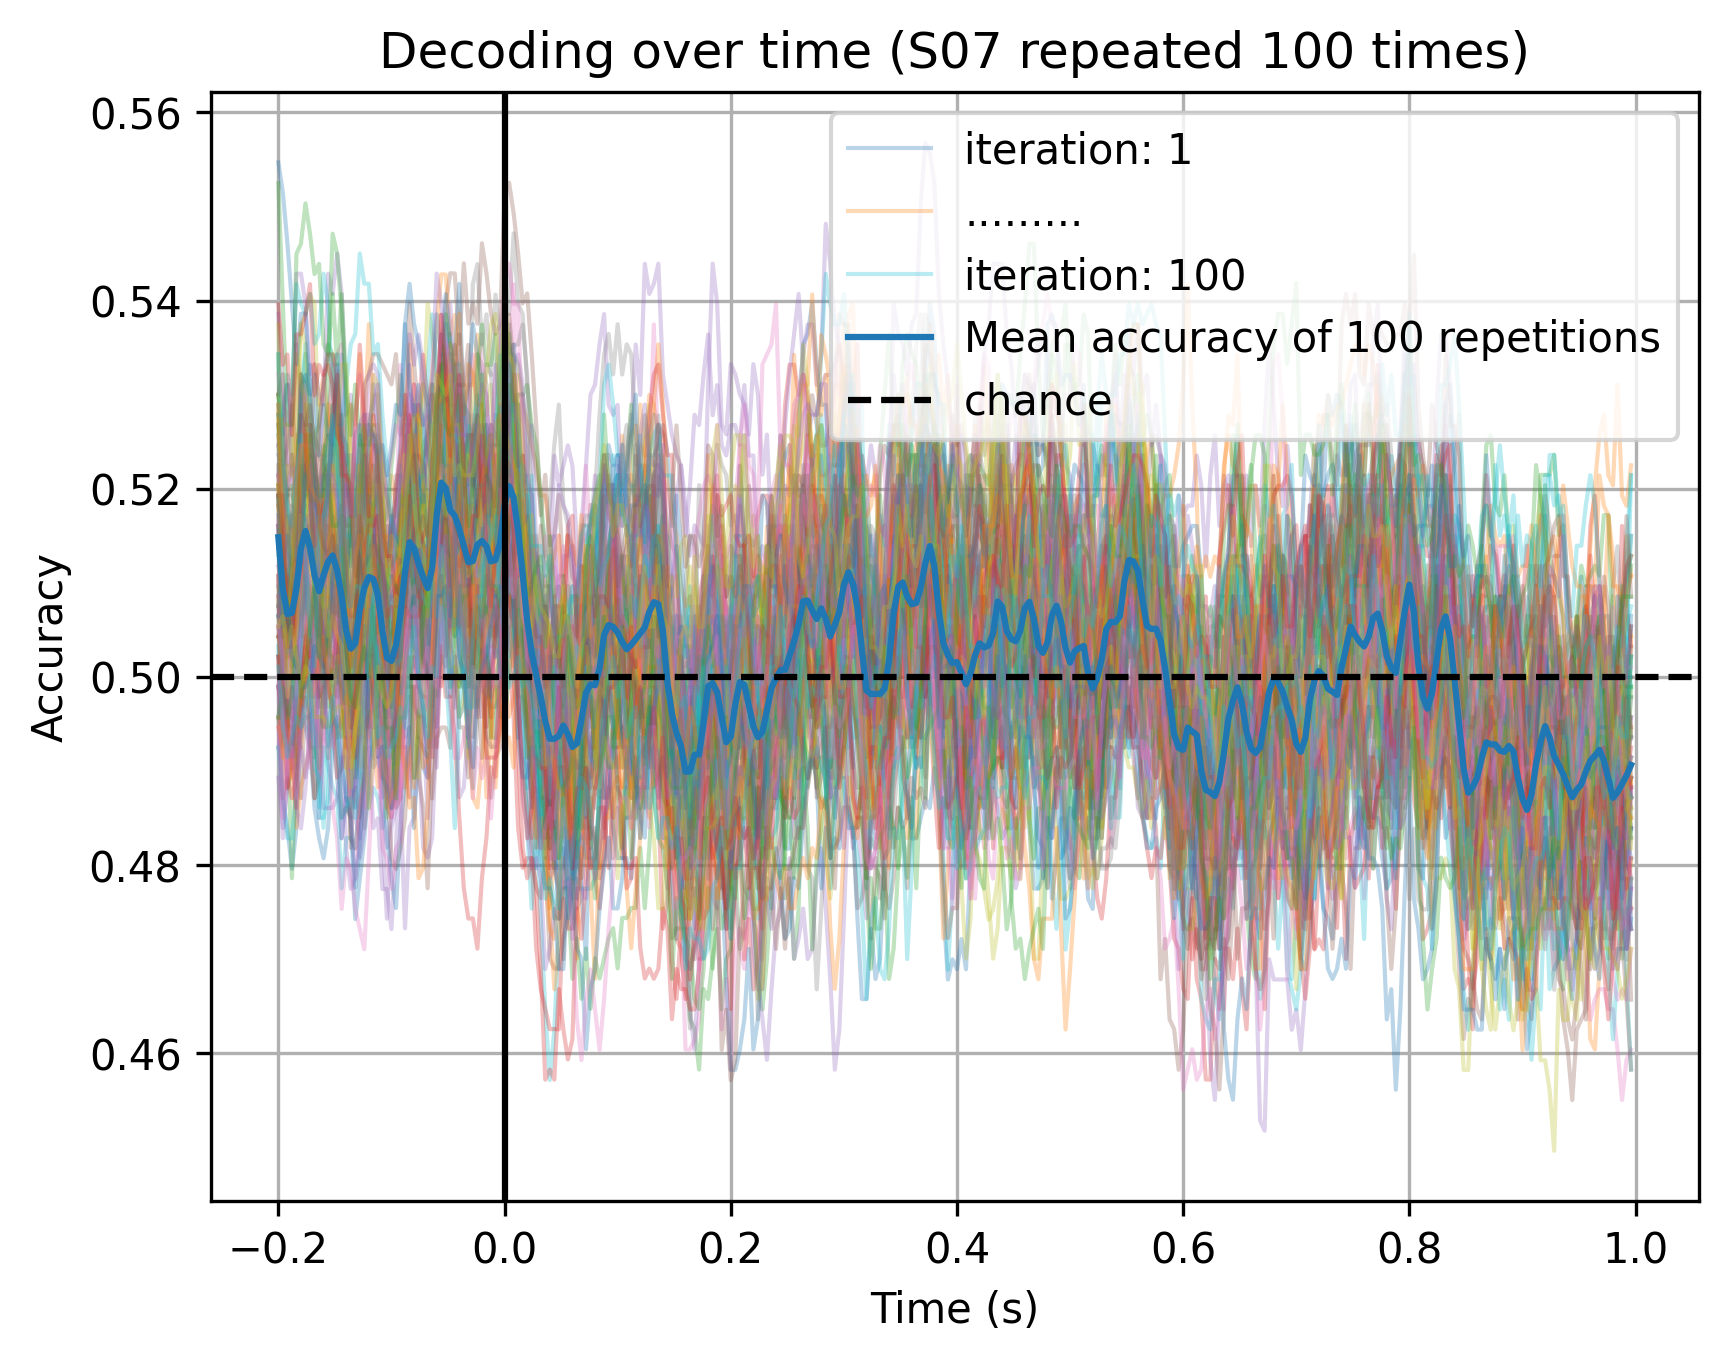 Decoding over time (S07 repeated 100 times)
0.56
0.54
0.52
0.50
0.48
0.46
Accuracy
iteration: 1
.........
iteration: 100
Mean accuracy of 100 repetitions
chance
−0.2 0.0 0.2 0.4 0.6 0.8 1.0
Time (s)